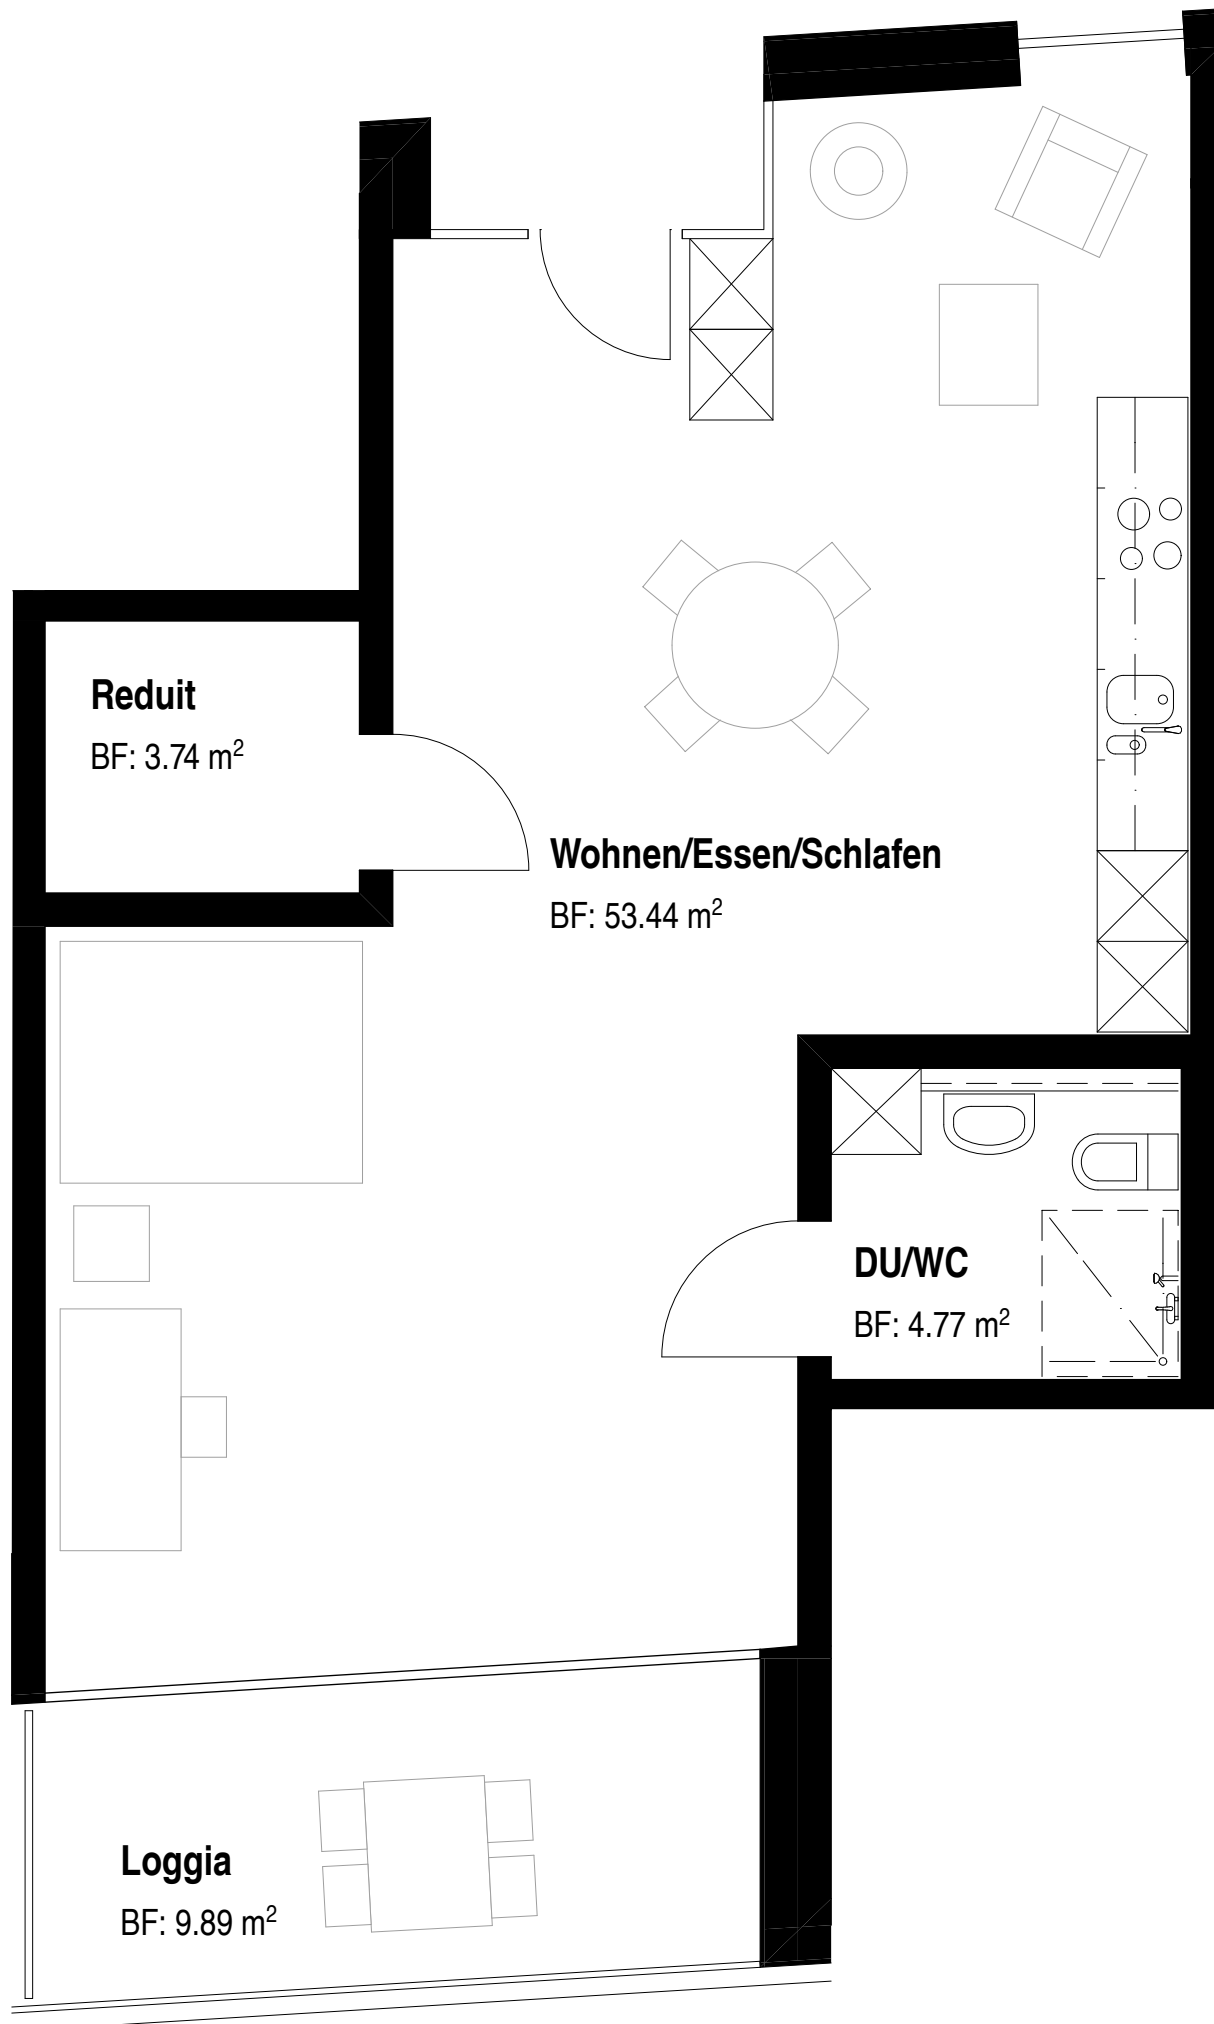 Reduit
BF: 3.74 m²
Wohnen/Essen/Schlafen
BF: 53.44 m²
DU/WC
BF: 4.77 m²
Loggia
BF: 9.89 m²